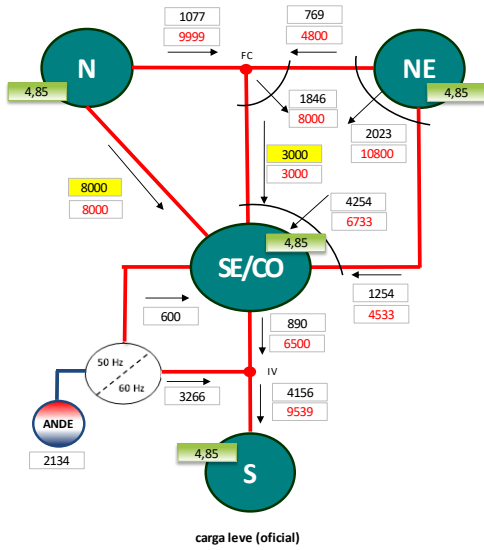 1077
9999
769
4800
FC
N
4,85
NE
4,85
1846
8000
2023
10800
8000
8000
3000
3000
4254
6733
4,85
SE/CO
1254
4533
600
890
6500
50 Hz
60 Hz
IV
3266
4156
9539
ANDE
2134
4,85
S
carga leve (oficial)